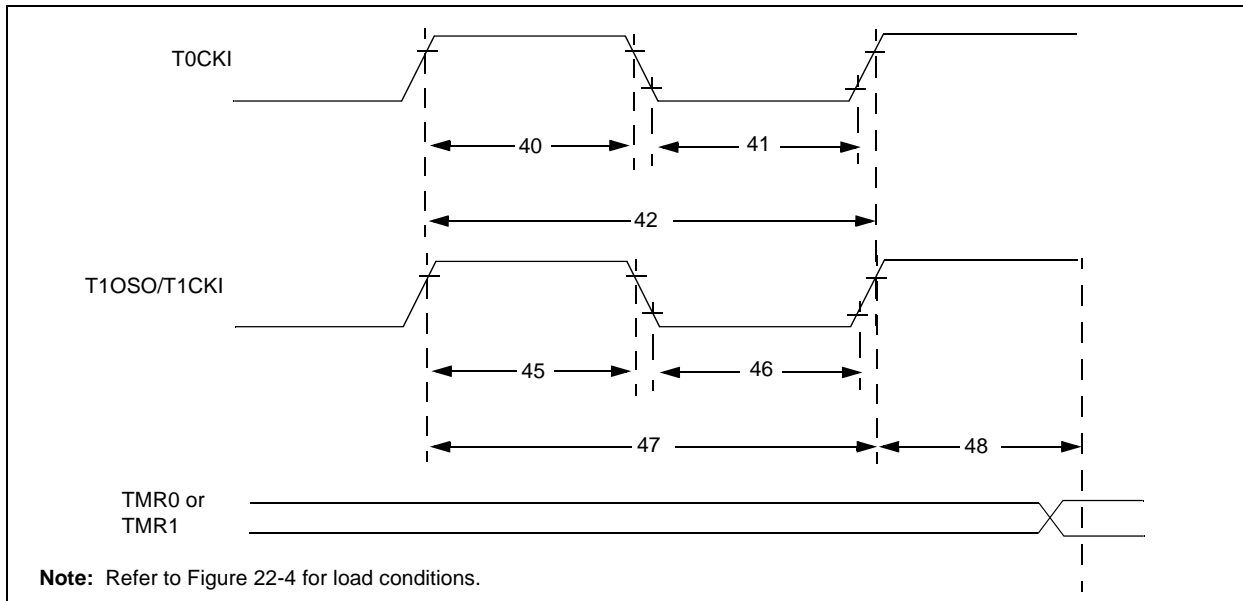 T0CKI
40
41
42
T1OSO/T1CKI
45
46
47
48
TMR0 or
TMR1
Note: Refer to Figure 22-4 for load conditions.